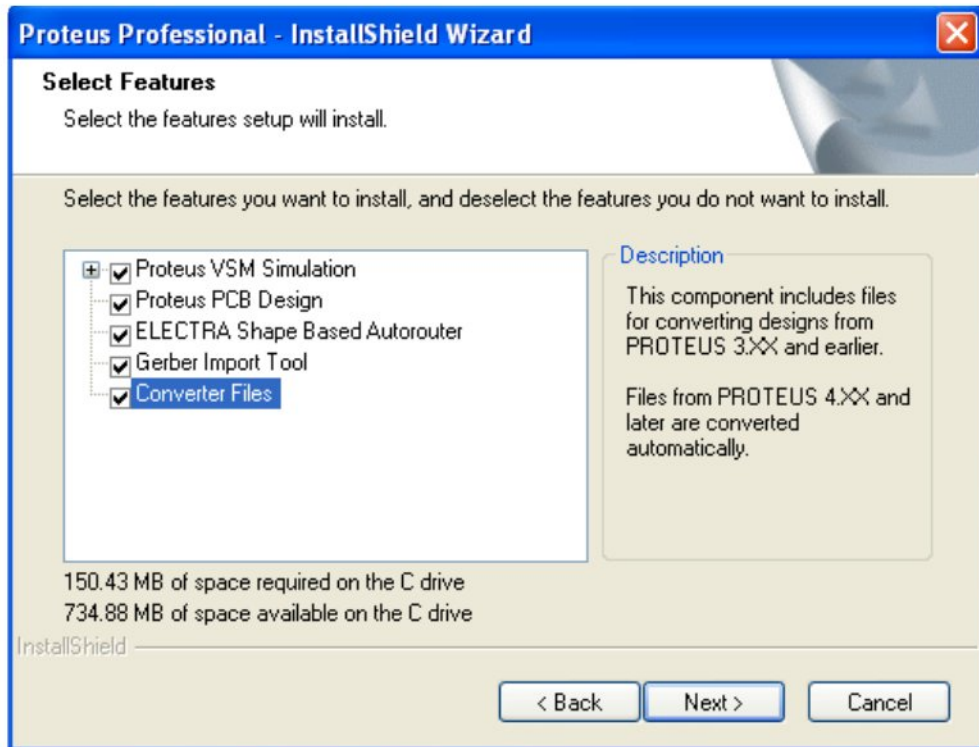 Proteus Professional - InstallShield Wizard
Select Features
Select the features setup will install.
Select the features you want to install, and deselect the features you do not want to install.
Proteus VSM Simulation
Proteus PCB Design
ELECTRA Shape Based Autorouter
Gerber Import Tool
Converter Files
Description
This component includes files
for converting designs from
PROTEUS 3.XX and earlier.
Files from PROTEUS 4.XX and
later are converted
automatically.
150.43 MB of space required on the C drive
734.88 MB of space available on the C drive
InstallShield
< Back
Next >
Cancel